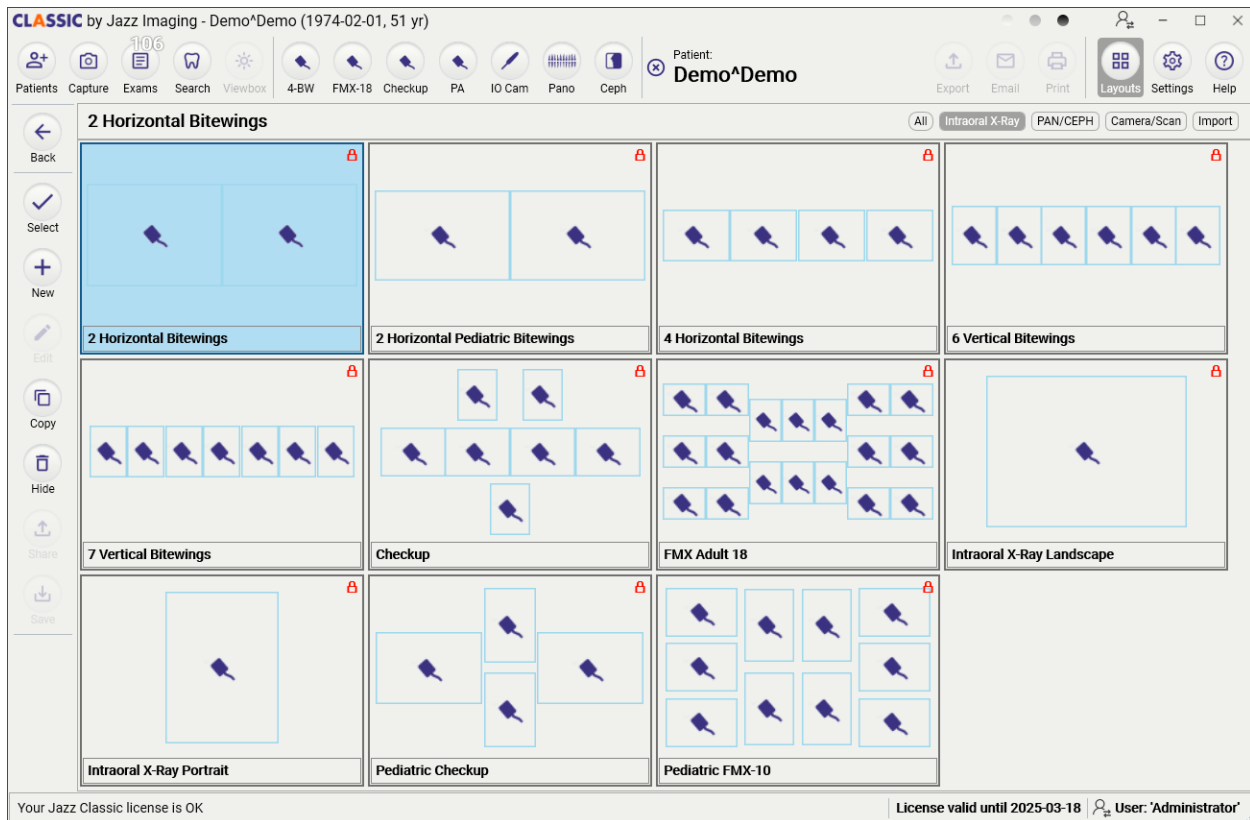 CLASSIC by Jazz Imaging - Demo^Demo (1974-02-01, 51 yr)
106
Patients Capture Exams Search Viewbox 4-BW FMX-18 Checkup PA IO Cam Pano Ceph
Patient:
Demo^Demo
Export Email Print Layouts Settings Help
2 Horizontal Bitewings
All Intraoral X-Ray PAN/CEPH Camera/Scan Import
Back
Select
New
Edit
Copy
Hide
Share
Save
2 Horizontal Bitewings
2 Horizontal Pediatric Bitewings
4 Horizontal Bitewings
6 Vertical Bitewings
7 Vertical Bitewings
Checkup
FMX Adult 18
Intraoral X-Ray Landscape
Intraoral X-Ray Portrait
Pediatric Checkup
Pediatric FMX-10
Your Jazz Classic license is OK
License valid until 2025-03-18
User: 'Administrator'